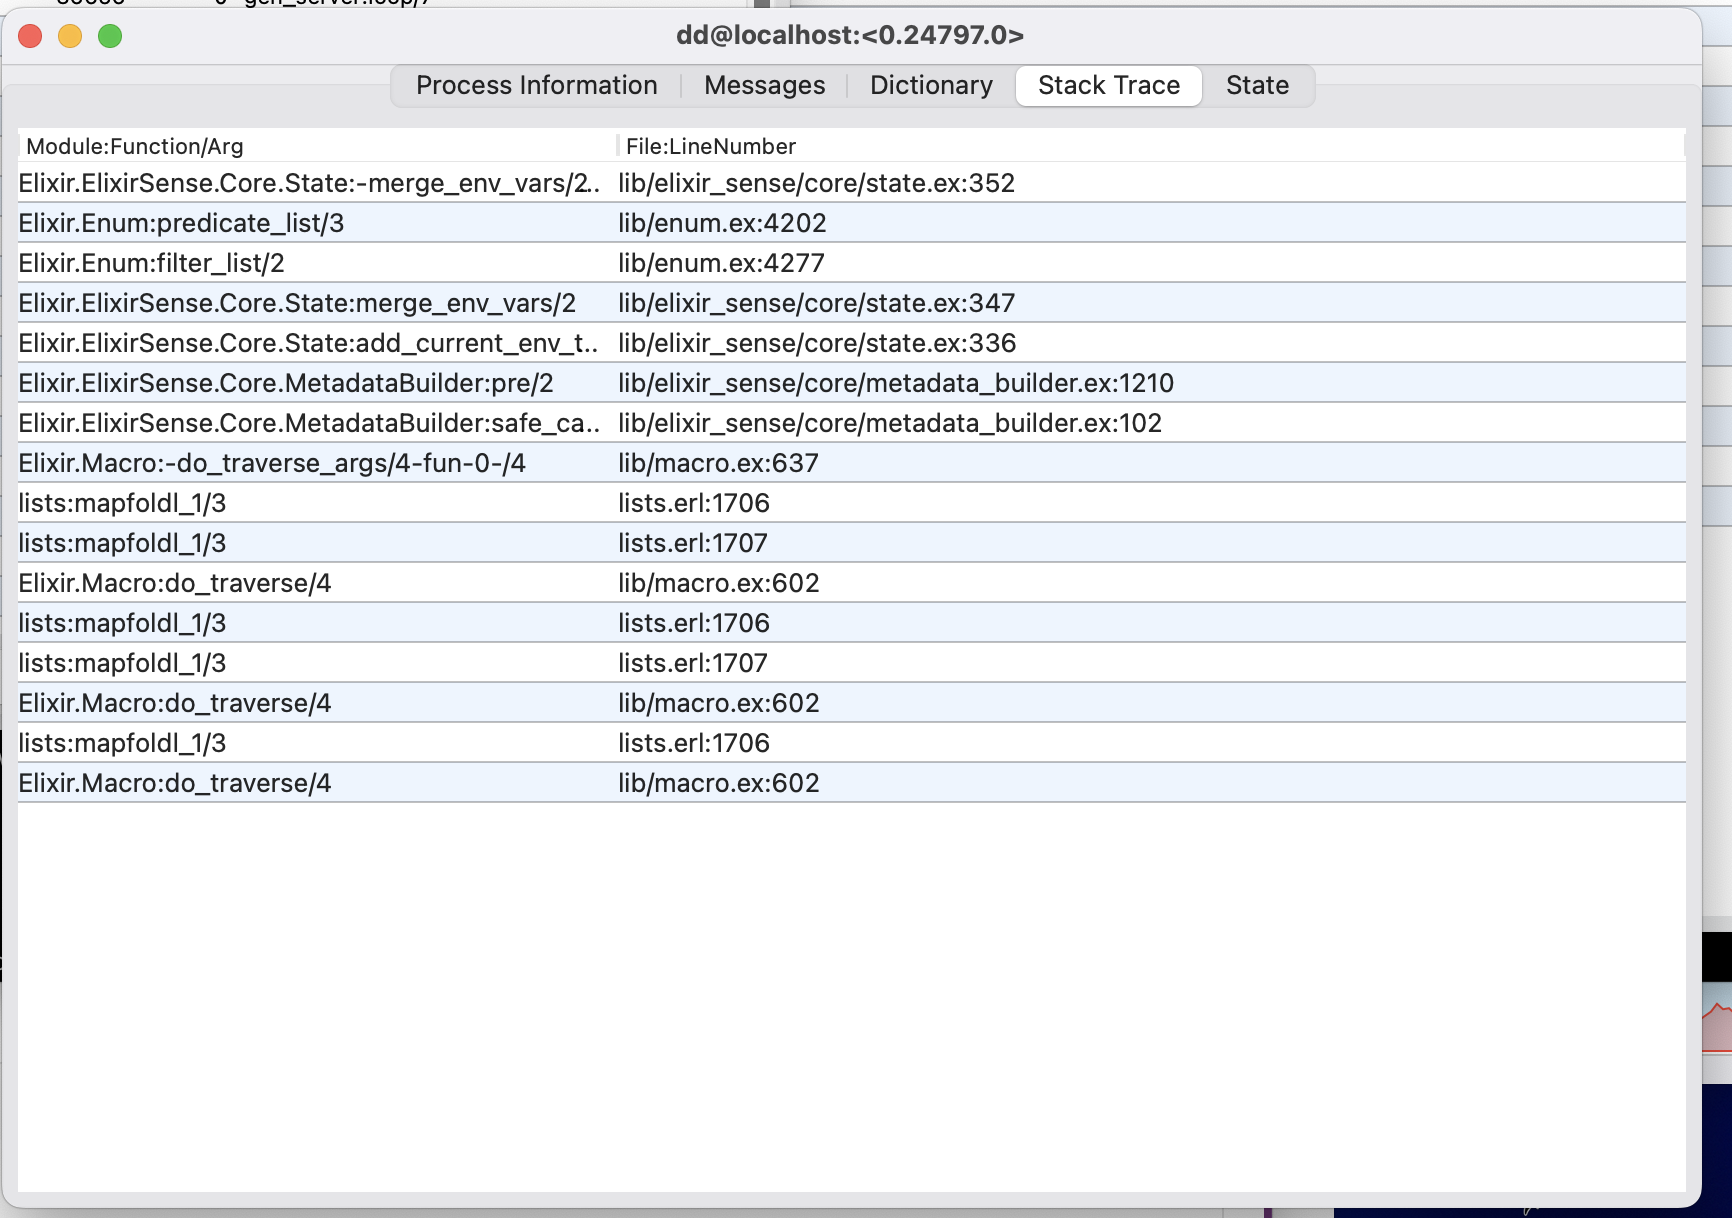 gen_server:loop/7
dd@localhost:<0.24797.0>
Process Information Messages Dictionary Stack Trace State
Module:Function/Arg File:LineNumber
Elixir.ElixirSense.Core.State:-merge_env_vars/2.. lib/elixir_sense/core/state.ex:352
Elixir.Enum:predicate_list/3 lib/enum.ex:4202
Elixir.Enum:filter_list/2 lib/enum.ex:4277
Elixir.ElixirSense.Core.State:merge_env_vars/2 lib/elixir_sense/core/state.ex:347
Elixir.ElixirSense.Core.State:add_current_env_t.. lib/elixir_sense/core/state.ex:336
Elixir.ElixirSense.Core.MetadataBuilder:pre/2 lib/elixir_sense/core/metadata_builder.ex:1210
Elixir.ElixirSense.Core.MetadataBuilder:safe_ca.. lib/elixir_sense/core/metadata_builder.ex:102
Elixir.Macro:-do_traverse_args/4-fun-0-/4 lib/macro.ex:637
lists:mapfoldl_1/3 lists.erl:1706
lists:mapfoldl_1/3 lists.erl:1707
Elixir.Macro:do_traverse/4 lib/macro.ex:602
lists:mapfoldl_1/3 lists.erl:1706
lists:mapfoldl_1/3 lists.erl:1707
Elixir.Macro:do_traverse/4 lib/macro.ex:602
lists:mapfoldl_1/3 lists.erl:1706
Elixir.Macro:do_traverse/4 lib/macro.ex:602